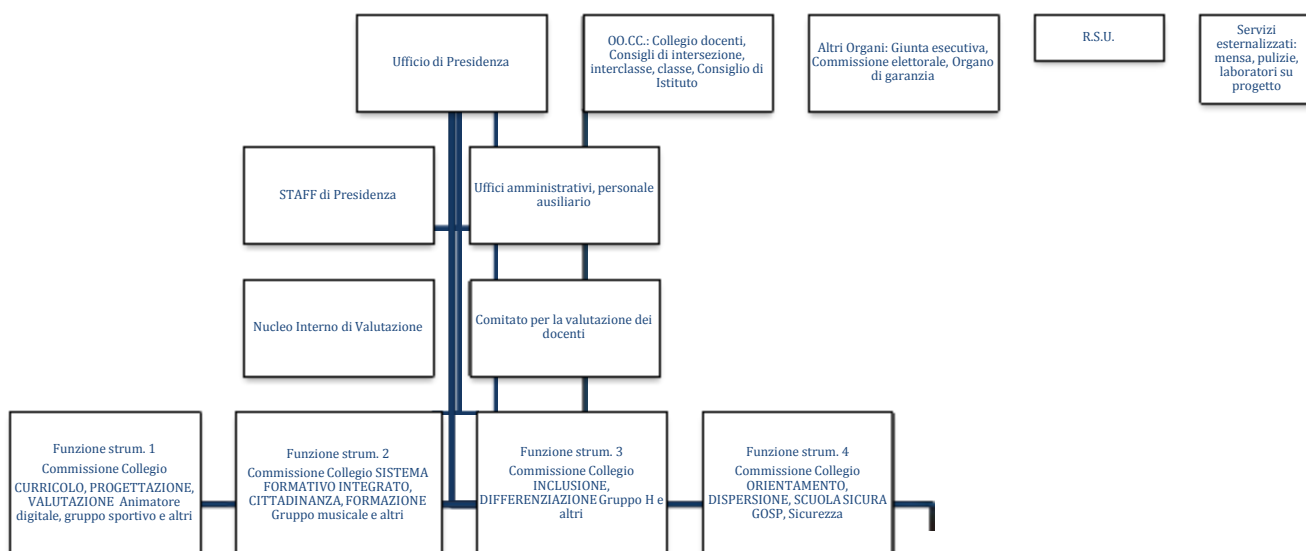 Ufficio di Presidenza
OO.CC.: Collegio docenti,
Consigli di intersezione,
interclasse, classe, Consiglio di
Istituto
Altri Organi: Giunta esecutiva,
Commissione elettorale, Organo
di garanzia
R.S.U.
Servizi
esternalizzati:
mensa, pulizie,
laboratori su
progetto
STAFF di Presidenza
Uffici amministrativi, personale
ausiliario
Nucleo Interno di Valutazione
Comitato per la valutazione dei
docenti
Funzione strum. 1
Commissione Collegio
CURRICOLO, PROGETTAZIONE,
VALUTAZIONE Animatore
digitale, gruppo sportivo e altri
Funzione strum. 2
Commissione Collegio SISTEMA
FORMATIVO INTEGRATO,
CITTADINANZA, FORMAZIONE
Gruppo musicale e altri
Funzione strum. 3
Commissione Collegio
INCLUSIONE,
DIFFERENZIAZIONE Gruppo H e
altri
Funzione strum. 4
Commissione Collegio
ORIENTAMENTO,
DISPERSIONE, SCUOLA SICURA
GOSP, Sicurezza